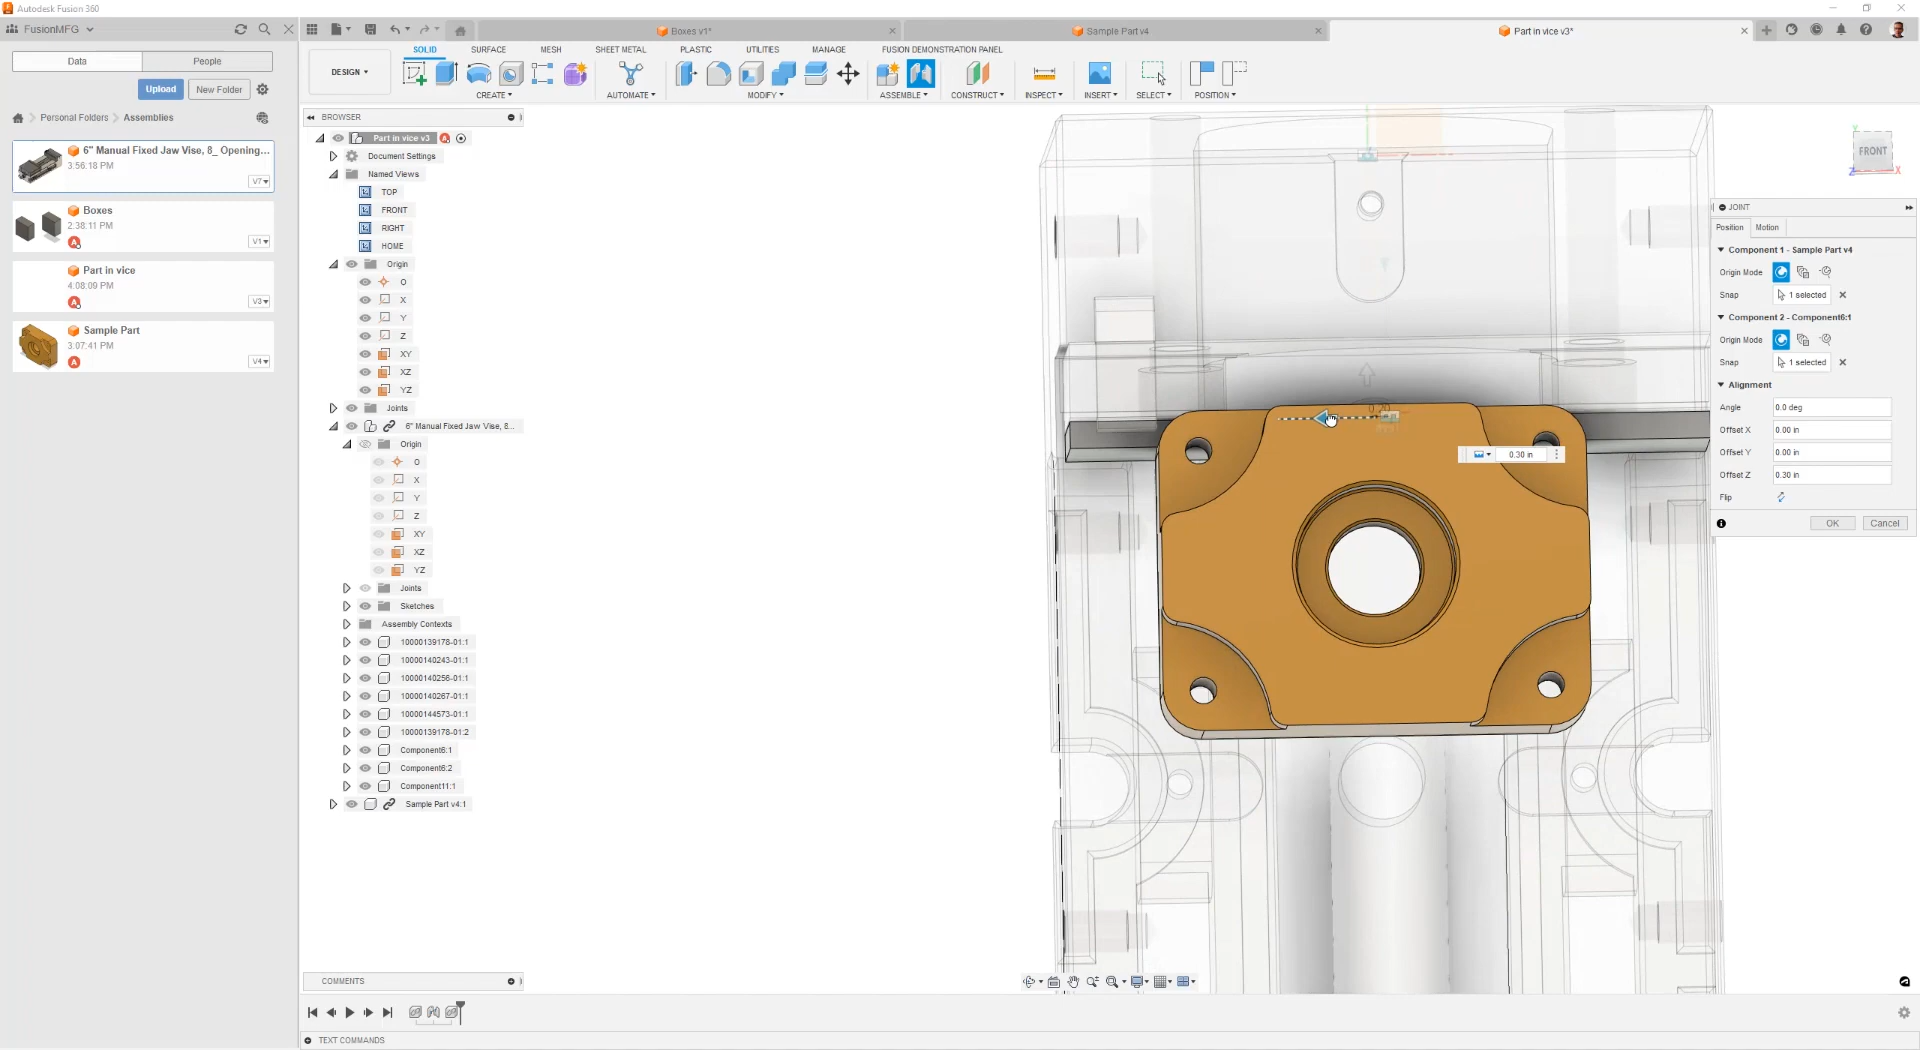 Autodesk Fusion 360
FusionMFG
Boxes v1*
Sample Part v4
Part in vice v3*
Data
People
SOLID
SURFACE
MESH
SHEET METAL
PLASTIC
UTILITIES
MANAGE
FUSION DEMONSTRATION PANEL
DESIGN
Upload
New Folder
CREATE
AUTOMATE
MODIFY
ASSEMBLE
CONSTRUCT
INSPECT
INSERT
SELECT
POSITION
Personal Folders
Assemblies
6" Manual Fixed Jaw Vise, 8_ Opening...
3:56:18 PM
V7
Boxes
2:38:11 PM
V1
Part in vice
4:08:09 PM
V3
Sample Part
3:07:41 PM
V4
BROWSER
Part in vice v3
Document Settings
Named Views
TOP
FRONT
RIGHT
HOME
Origin
O
X
Y
Z
XY
XZ
YZ
Joints
6" Manual Fixed Jaw Vise, 8...
Origin
O
X
Y
Z
XY
XZ
YZ
Joints
Sketches
Assembly Contexts
10000139178-01:1
10000140243-01:1
10000140256-01:1
10000140267-01:1
10000144573-01:1
10000139178-01:2
Component6:1
Component6:2
Component11:1
Sample Part v4:1
0.30 in
FRONT
Y
Z
X
JOINT
Position
Motion
Component 1 - Sample Part v4
Origin Mode
Snap
1 selected
Component 2 - Component6:1
Origin Mode
Snap
1 selected
Alignment
Angle
0.0 deg
Offset X
0.00 in
Offset Y
0.00 in
Offset Z
0.30 in
Flip
OK
Cancel
COMMENTS
TEXT COMMANDS